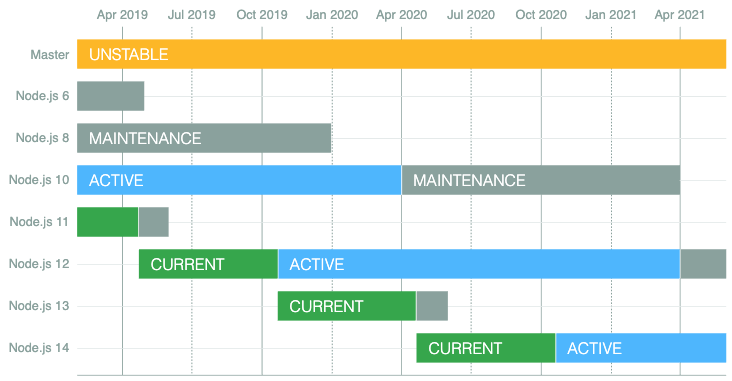 Apr 2019 Jul 2019 Oct 2019 Jan 2020 Apr 2020 Jul 2020 Oct 2020 Jan 2021 Apr 2021
Master UNSTABLE
Node.js 6
Node.js 8 MAINTENANCE
Node.js 10 ACTIVE MAINTENANCE
Node.js 11
Node.js 12 CURRENT ACTIVE
Node.js 13 CURRENT
Node.js 14 CURRENT ACTIVE